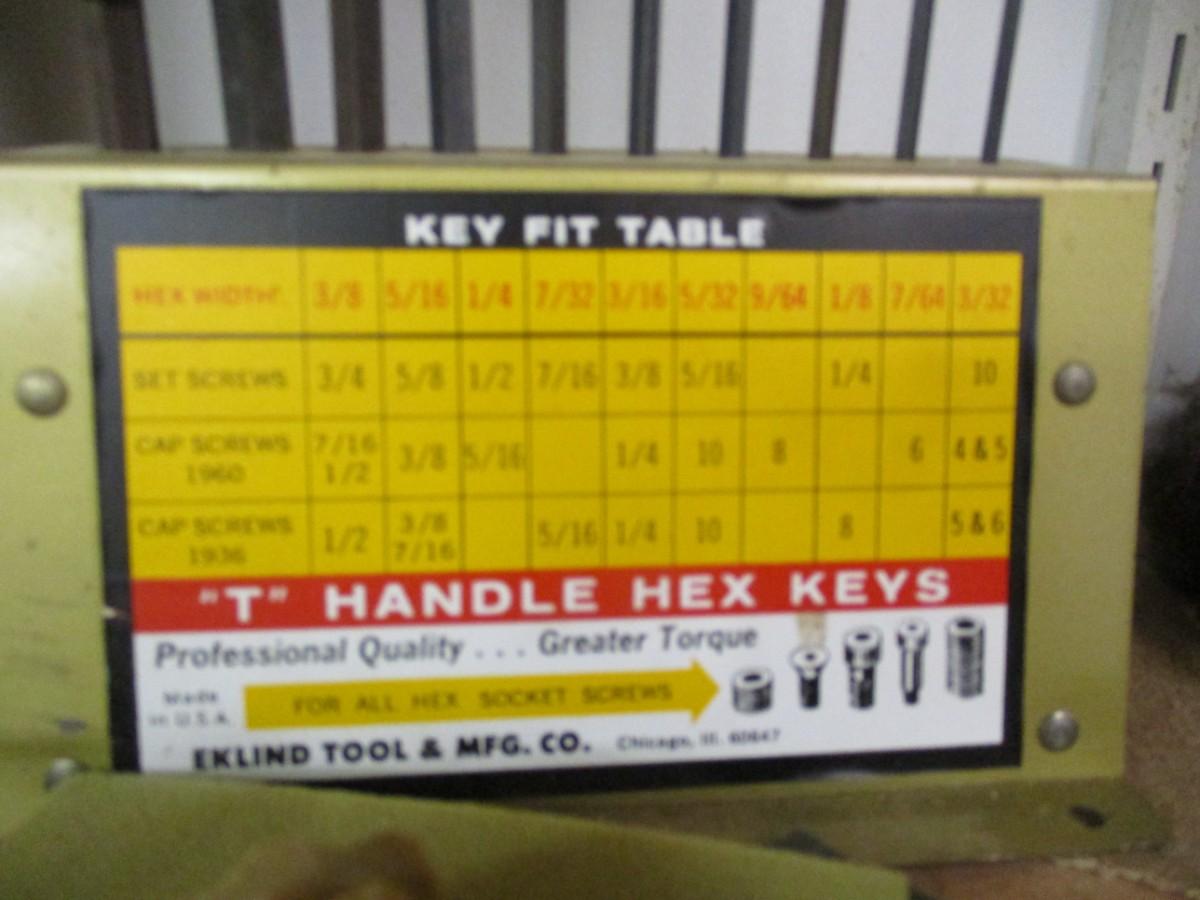 KEY FIT TABLE
HEX WIDTH 3/8 5/16 1/4 7/32 3/16 5/32 9/64 1/8 7/64 3/32
SET SCREWS 3/4 5/8 1/2 7/16 3/8 5/16 1/4 10
CAP SCREWS 1960 7/16 1/2 3/8 5/16 1/4 10 8 6 4 & 5
CAP SCREWS 1936 1/2 3/8 7/16 5/16 1/4 10 8 5 & 6
"T" HANDLE HEX KEYS
Professional Quality . . . Greater Torque
Made in U.S.A.
FOR ALL HEX SOCKET SCREWS
EKLIND TOOL & MFG. CO. Chicago, Ill. 60647